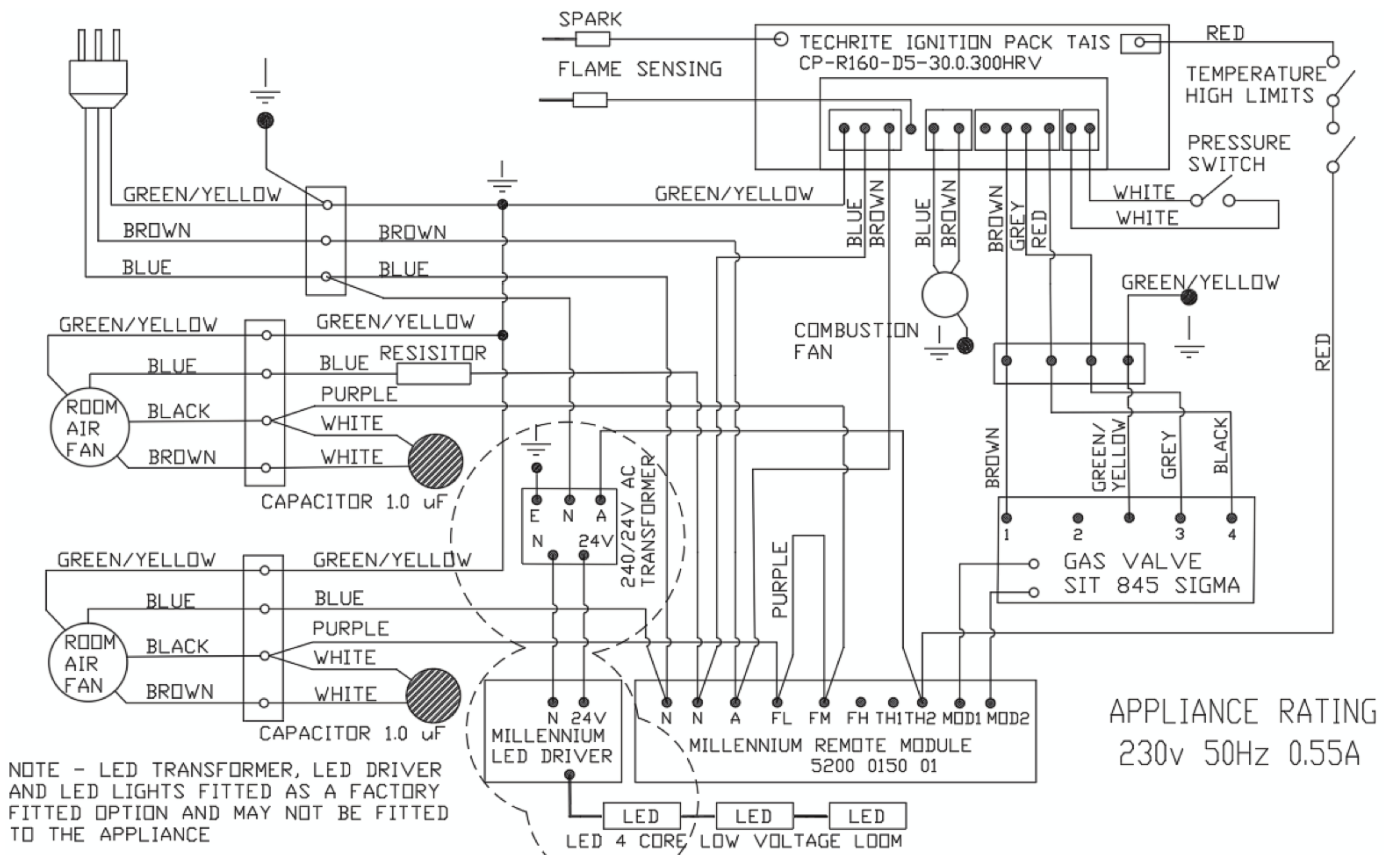 SPARK
FLAME SENSING
TECHRITE IGNITION PACK TAIS
CP-R160-D5-30.0.300HRV
RED
TEMPERATURE
HIGH LIMITS
PRESSURE
SWITCH
WHITE
WHITE
GREEN/YELLOW
BROWN
BLUE
BROWN
BLUE
GREEN/YELLOW
BLUE
BROWN
BLUE
BROWN
BROWN
GREY
RED
COMBUSTION
FAN
GREEN/YELLOW
RED
GREEN/YELLOW
BLUE
BLACK
BROWN
ROOM
AIR
FAN
GREEN/YELLOW
BLUE
RESISITOR
PURPLE
WHITE
WHITE
CAPACITOR 1.0 uF
E N A
N 24V
240/24V AC
TRANSFORMER
BROWN
GREEN/
YELLOW
GREY
BLACK
1 2 3 4
GAS VALVE
SIT 845 SIGMA
GREEN/YELLOW
BLUE
BLACK
BROWN
ROOM
AIR
FAN
GREEN/YELLOW
BLUE
PURPLE
WHITE
WHITE
CAPACITOR 1.0 uF
PURPLE
N 24V
MILLENNIUM
LED DRIVER
N N A FL FM FH TH1 TH2 MOD1 MOD2
MILLENNIUM REMOTE MODULE
5200 0150 01
APPLIANCE RATING
230v 50Hz 0.55A
NOTE - LED TRANSFORMER, LED DRIVER
AND LED LIGHTS FITTED AS A FACTORY
FITTED OPTION AND MAY NOT BE FITTED
TO THE APPLIANCE
LED LED LED
LED 4 CORE LOW VOLTAGE LOOM